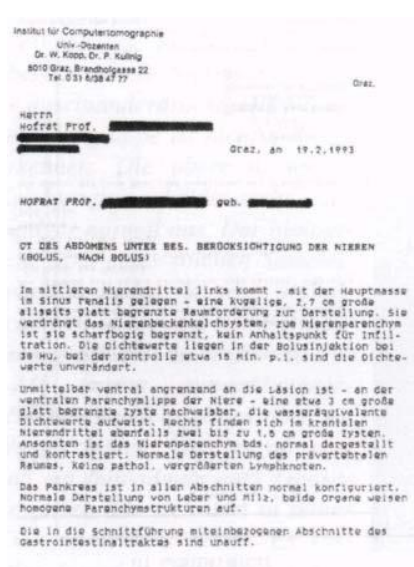 Institut für Computertomographie
Univ.-Dozenten
Dr. W. Kopp, Dr. P. Kullnig
8010 Graz, Brandhofgasse 22
Tel. 0 31 6/38 47 77
Graz,
Herrn
Hofrat Prof.
Graz, am 19.2.1993
HOFRAT PROF. geb.
CT DES ABDOMENS UNTER BES. BERÜCKSICHTIGUNG DER NIEREN
(BOLUS, NACH BOLUS)
Im mittleren Nierendrittel links kommt - mit der Hauptmasse
im Sinus renalis gelegen - eine kugelige, 2,7 cm große
allseits glatt begrenzte Raumforderung zur Darstellung. Sie
verdrängt das Nierenbeckenkelchsystem, zum Nierenparenchym
ist sie scharfbogig begrenzt, kein Anhaltspunkt für Infil-
tration. Die Dichtewerte liegen in der Bolusinjektion bei
38 HU, bei der Kontrolle etwa 15 min. p.i. sind die Dichte-
werte unverändert.
Unmittelbar ventral angrenzend an die Läsion ist - an der
ventralen Parenchymlippe der Niere - eine etwa 3 cm große
glatt begrenzte Zyste nachweisbar, die wasseräquivalente
Dichtewerte aufweist. Rechts finden sich im kranialen
Nierendrittel ebenfalls zwei bis zu 1,5 cm große Zysten.
Ansonsten ist das Nierenparenchym bds. normal dargestellt
und kontrastiert. Normale Darstellung des prävertebralen
Raumes. Keine pathol. vergrößerten Lymphknoten.
Das Pankreas ist in allen Abschnitten normal konfiguriert.
Normale Darstellung von Leber und Milz, beide Organe weisen
homogene Parenchymstrukturen auf.
Die in die Schnittführung miteinbezogenen Abschnitte des
Gastrointestinaltraktes sind unauff.